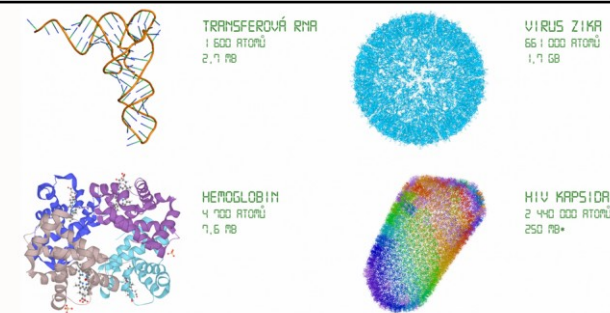 TRANSFEROVÁ RNA
1 600 ATOMŮ
2,7 MB
VIRUS ZIKA
661 000 ATOMŮ
1,7 GB
HEMOGLOBIN
4 700 ATOMŮ
7,6 MB
HIV KAPSIDA
2 440 000 ATOMŮ
250 MB*